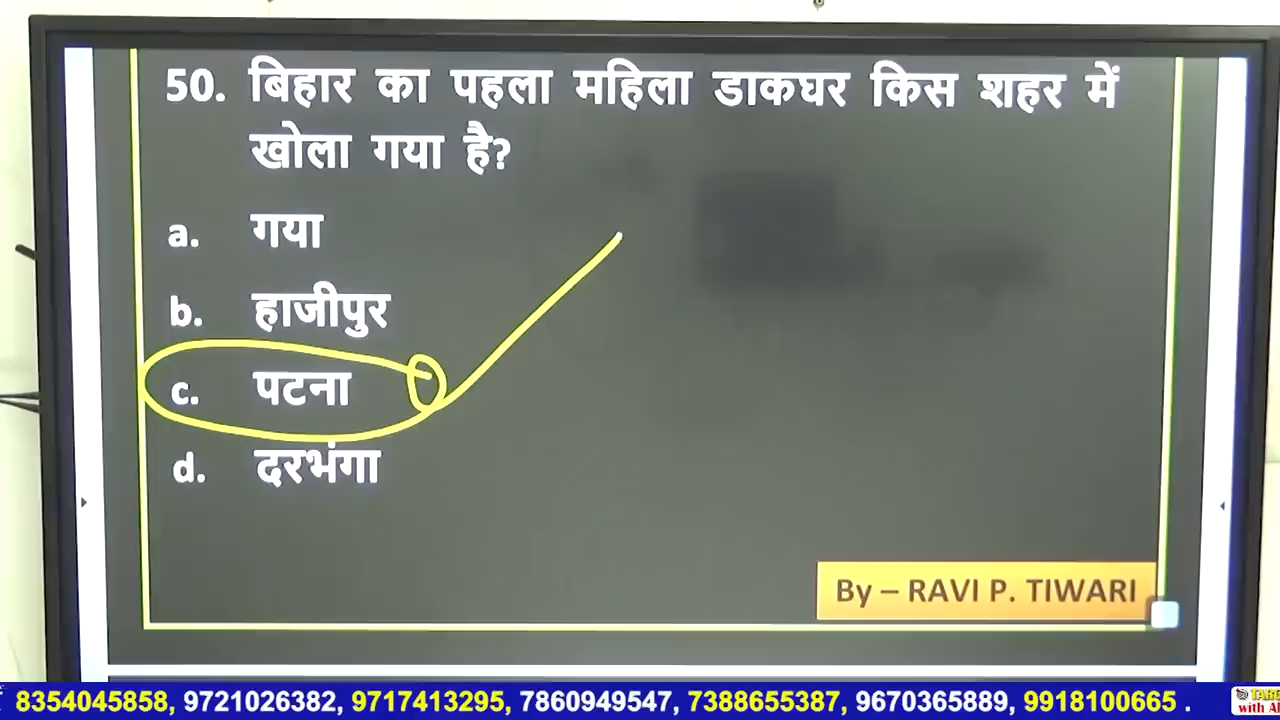 50. बिहार का पहला महिला डाकघर किस शहर में
खोला गया है?
a. गया
b. हाजीपुर
c. पटना
d. दरभंगा
By – RAVI P. TIWARI
8354045858, 9721026382, 9717413295, 7860949547, 7388655387, 9670365889, 9918100665 .